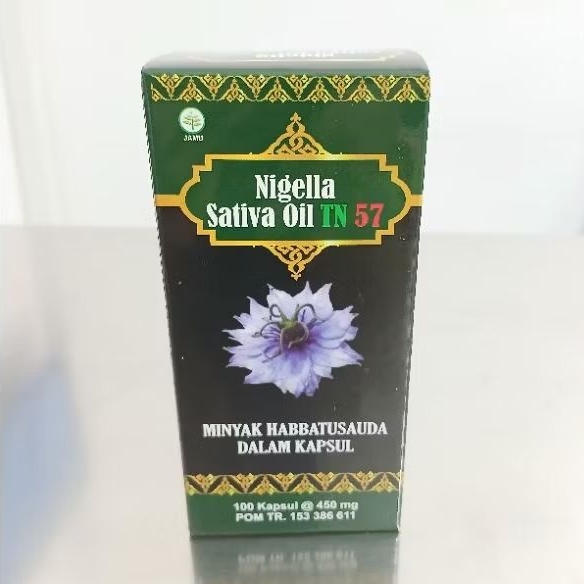 JAMU
Nigella
Sativa Oil TN 57
MINYAK HABBATUSAUDA
DALAM KAPSUL
100 Kapsul @ 450 mg
POM TR. 153 386 611